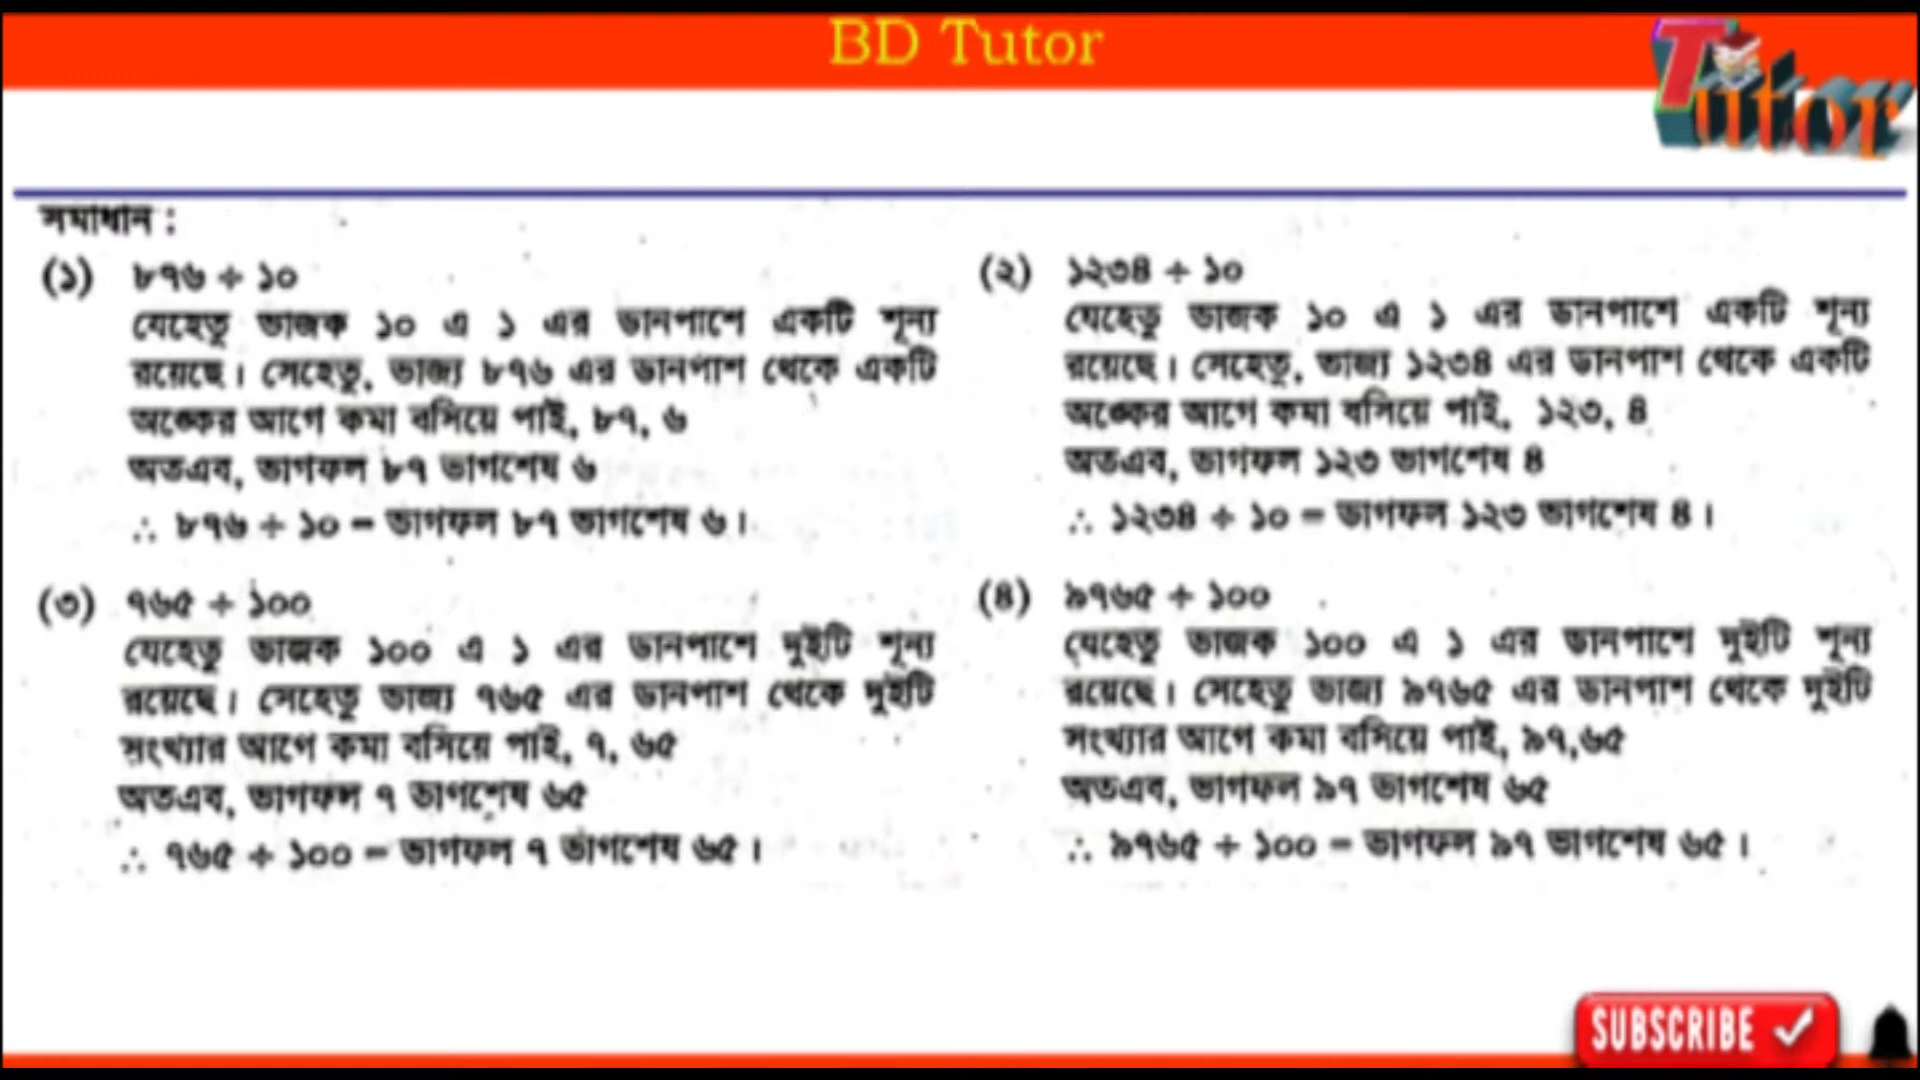 BD Tutor
Tutor
সমাধান :
(১) ৮৭৬ ÷ ১০
যেহেতু ভাজক ১০ এ ১ এর ডানপাশে একটি শূন্য
রয়েছে। সেহেতু, ভাজ্য ৮৭৬ এর ডানপাশ থেকে একটি
অঙ্কের আগে কমা বসিয়ে পাই, ৮৭, ৬
অতএব, ভাগফল ৮৭ ভাগশেষ ৬
∴ ৮৭৬ ÷ ১০ = ভাগফল ৮৭ ভাগশেষ ৬।
(২) ১২৩৪ ÷ ১০
যেহেতু ভাজক ১০ এ ১ এর ডানপাশে একটি শূন্য
রয়েছে। সেহেতু, ভাজ্য ১২৩৪ এর ডানপাশ থেকে একটি
অঙ্কের আগে কমা বসিয়ে পাই, ১২৩, ৪
অতএব, ভাগফল ১২৩ ভাগশেষ ৪
∴ ১২৩৪ ÷ ১০ = ভাগফল ১২৩ ভাগশেষ ৪।
(৩) ৭৬৫ ÷ ১০০
যেহেতু ভাজক ১০০ এ ১ এর ডানপাশে দুইটি শূন্য
রয়েছে। সেহেতু ভাজ্য ৭৬৫ এর ডানপাশ থেকে দুইটি
সংখ্যার আগে কমা বসিয়ে পাই, ৭, ৬৫
অতএব, ভাগফল ৭ ভাগশেষ ৬৫
∴ ৭৬৫ ÷ ১০০ = ভাগফল ৭ ভাগশেষ ৬৫।
(৪) ৯৭৬৫ ÷ ১০০
যেহেতু ভাজক ১০০ এ ১ এর ডানপাশে দুইটি শূন্য
রয়েছে। সেহেতু ভাজ্য ৯৭৬৫ এর ডানপাশ থেকে দুইটি
সংখ্যার আগে কমা বসিয়ে পাই, ৯৭,৬৫
অতএব, ভাগফল ৯৭ ভাগশেষ ৬৫
∴ ৯৭৬৫ ÷ ১০০ = ভাগফল ৯৭ ভাগশেষ ৬৫।
SUBSCRIBE